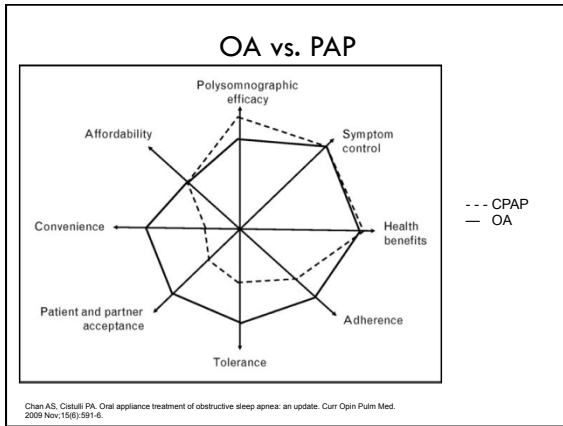 OA vs. PAP
Polysomnographic
efficacy
Affordability
Symptom
control
Convenience
Health
benefits
Patient and partner
acceptance
Adherence
Tolerance
- - - CPAP
— OA
Chan AS, Cistulli PA. Oral appliance treatment of obstructive sleep apnea: an update. Curr Opin Pulm Med.
2009 Nov;15(6):591-6.